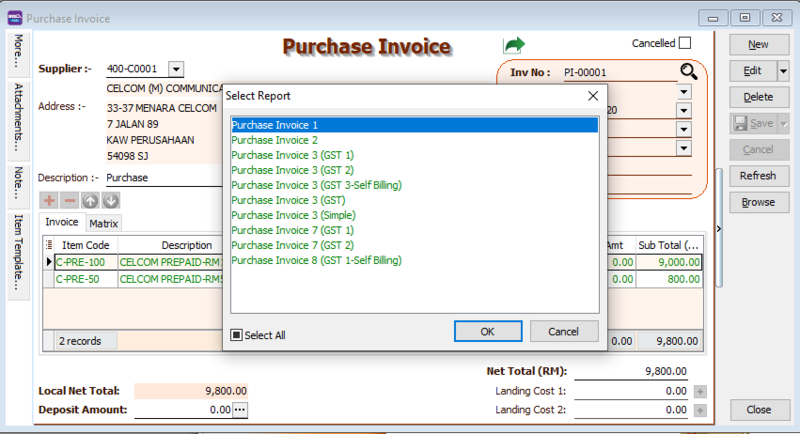 Purchase Invoice
More...
Attachments...
Note...
Item Template...
Purchase Invoice
Cancelled
Supplier :-
400-C0001
CELCOM (M) COMMUNICA
Address :-
33-37 MENARA CELCOM
7 JALAN 89
KAW PERUSAHAAN
54098 SJ
Description :-
Purchase
Inv No :
PI-00001
20
Select Report
Purchase Invoice 1
Purchase Invoice 2
Purchase Invoice 3 (GST 1)
Purchase Invoice 3 (GST 2)
Purchase Invoice 3 (GST 3-Self Billing)
Purchase Invoice 3 (GST)
Purchase Invoice 3 (Simple)
Purchase Invoice 7 (GST 1)
Purchase Invoice 7 (GST 2)
Purchase Invoice 8 (GST 1-Self Billing)
Select All
OK
Cancel
Invoice
Matrix
Item Code
Description
Amt
Sub Total (...
C-PRE-100
CELCOM PREPAID-RM1
0.00
9,000.00
C-PRE-50
CELCOM PREPAID-RM5
0.00
800.00
2 records
0.00
9,800.00
Net Total (RM):
9,800.00
Local Net Total:
9,800.00
Landing Cost 1:
0.00
Deposit Amount:
0.00
Landing Cost 2:
0.00
New
Edit
Delete
Save
Cancel
Refresh
Browse
Close